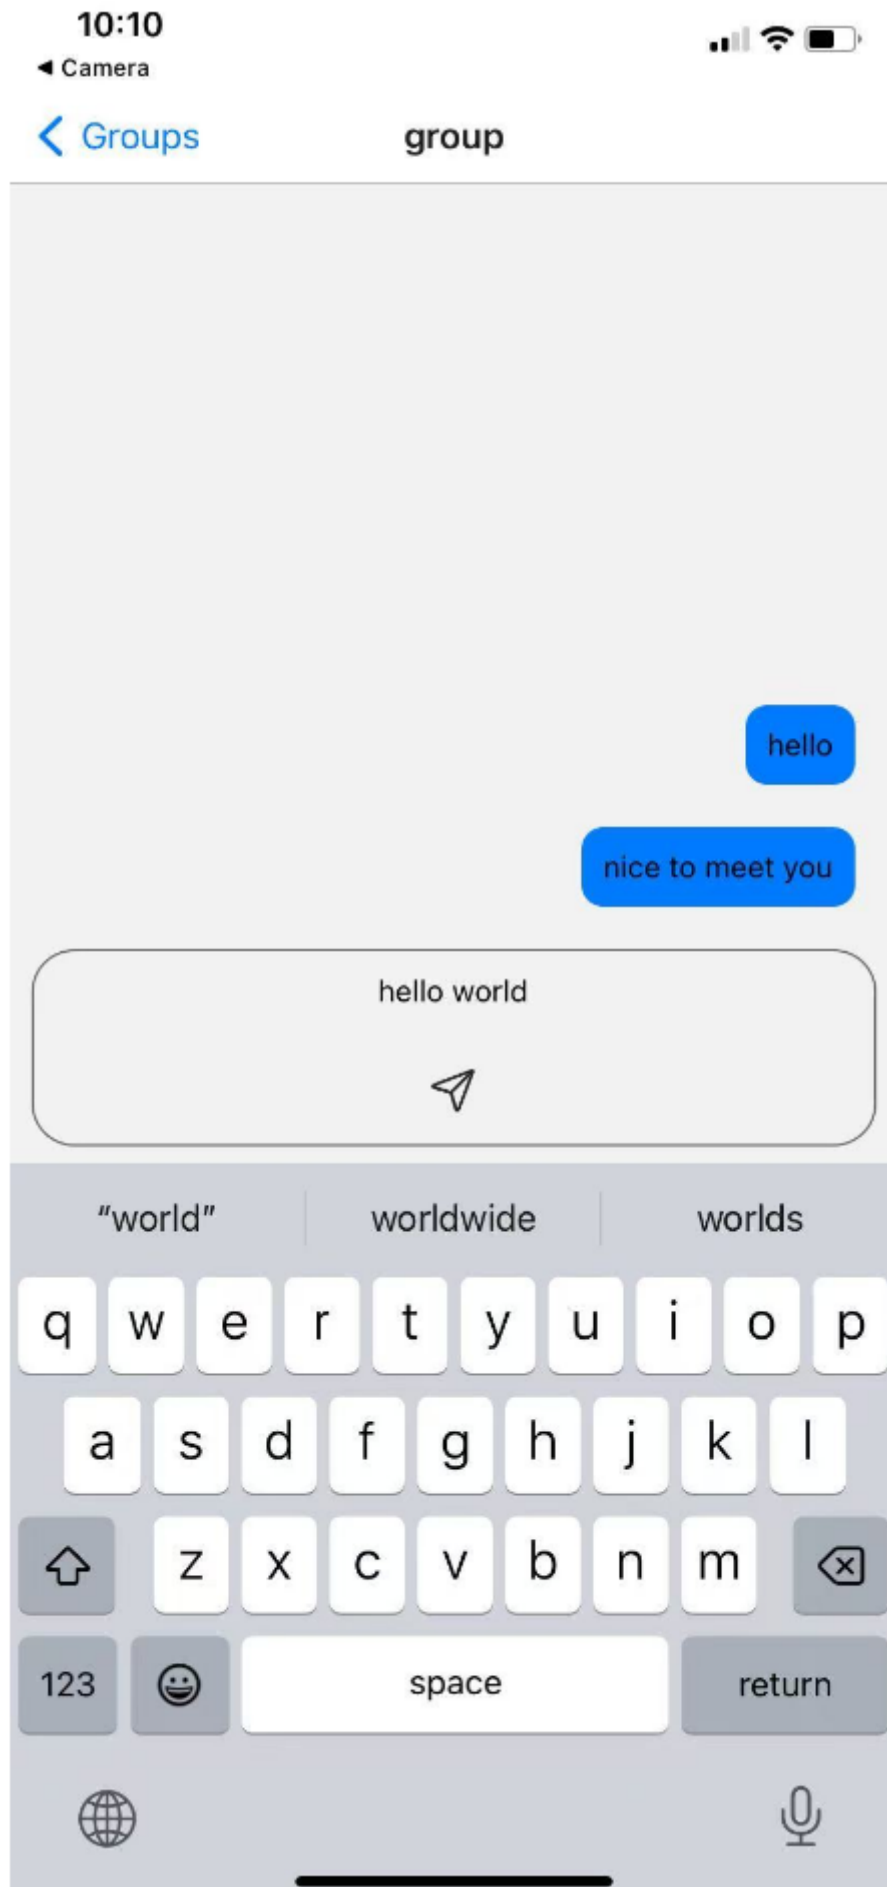 10:10
◀ Camera
Groups
group
hello
nice to meet you
hello world
“world” worldwide worlds
q w e r t y u i o p
a s d f g h j k l
z x c v b n m
123 space return